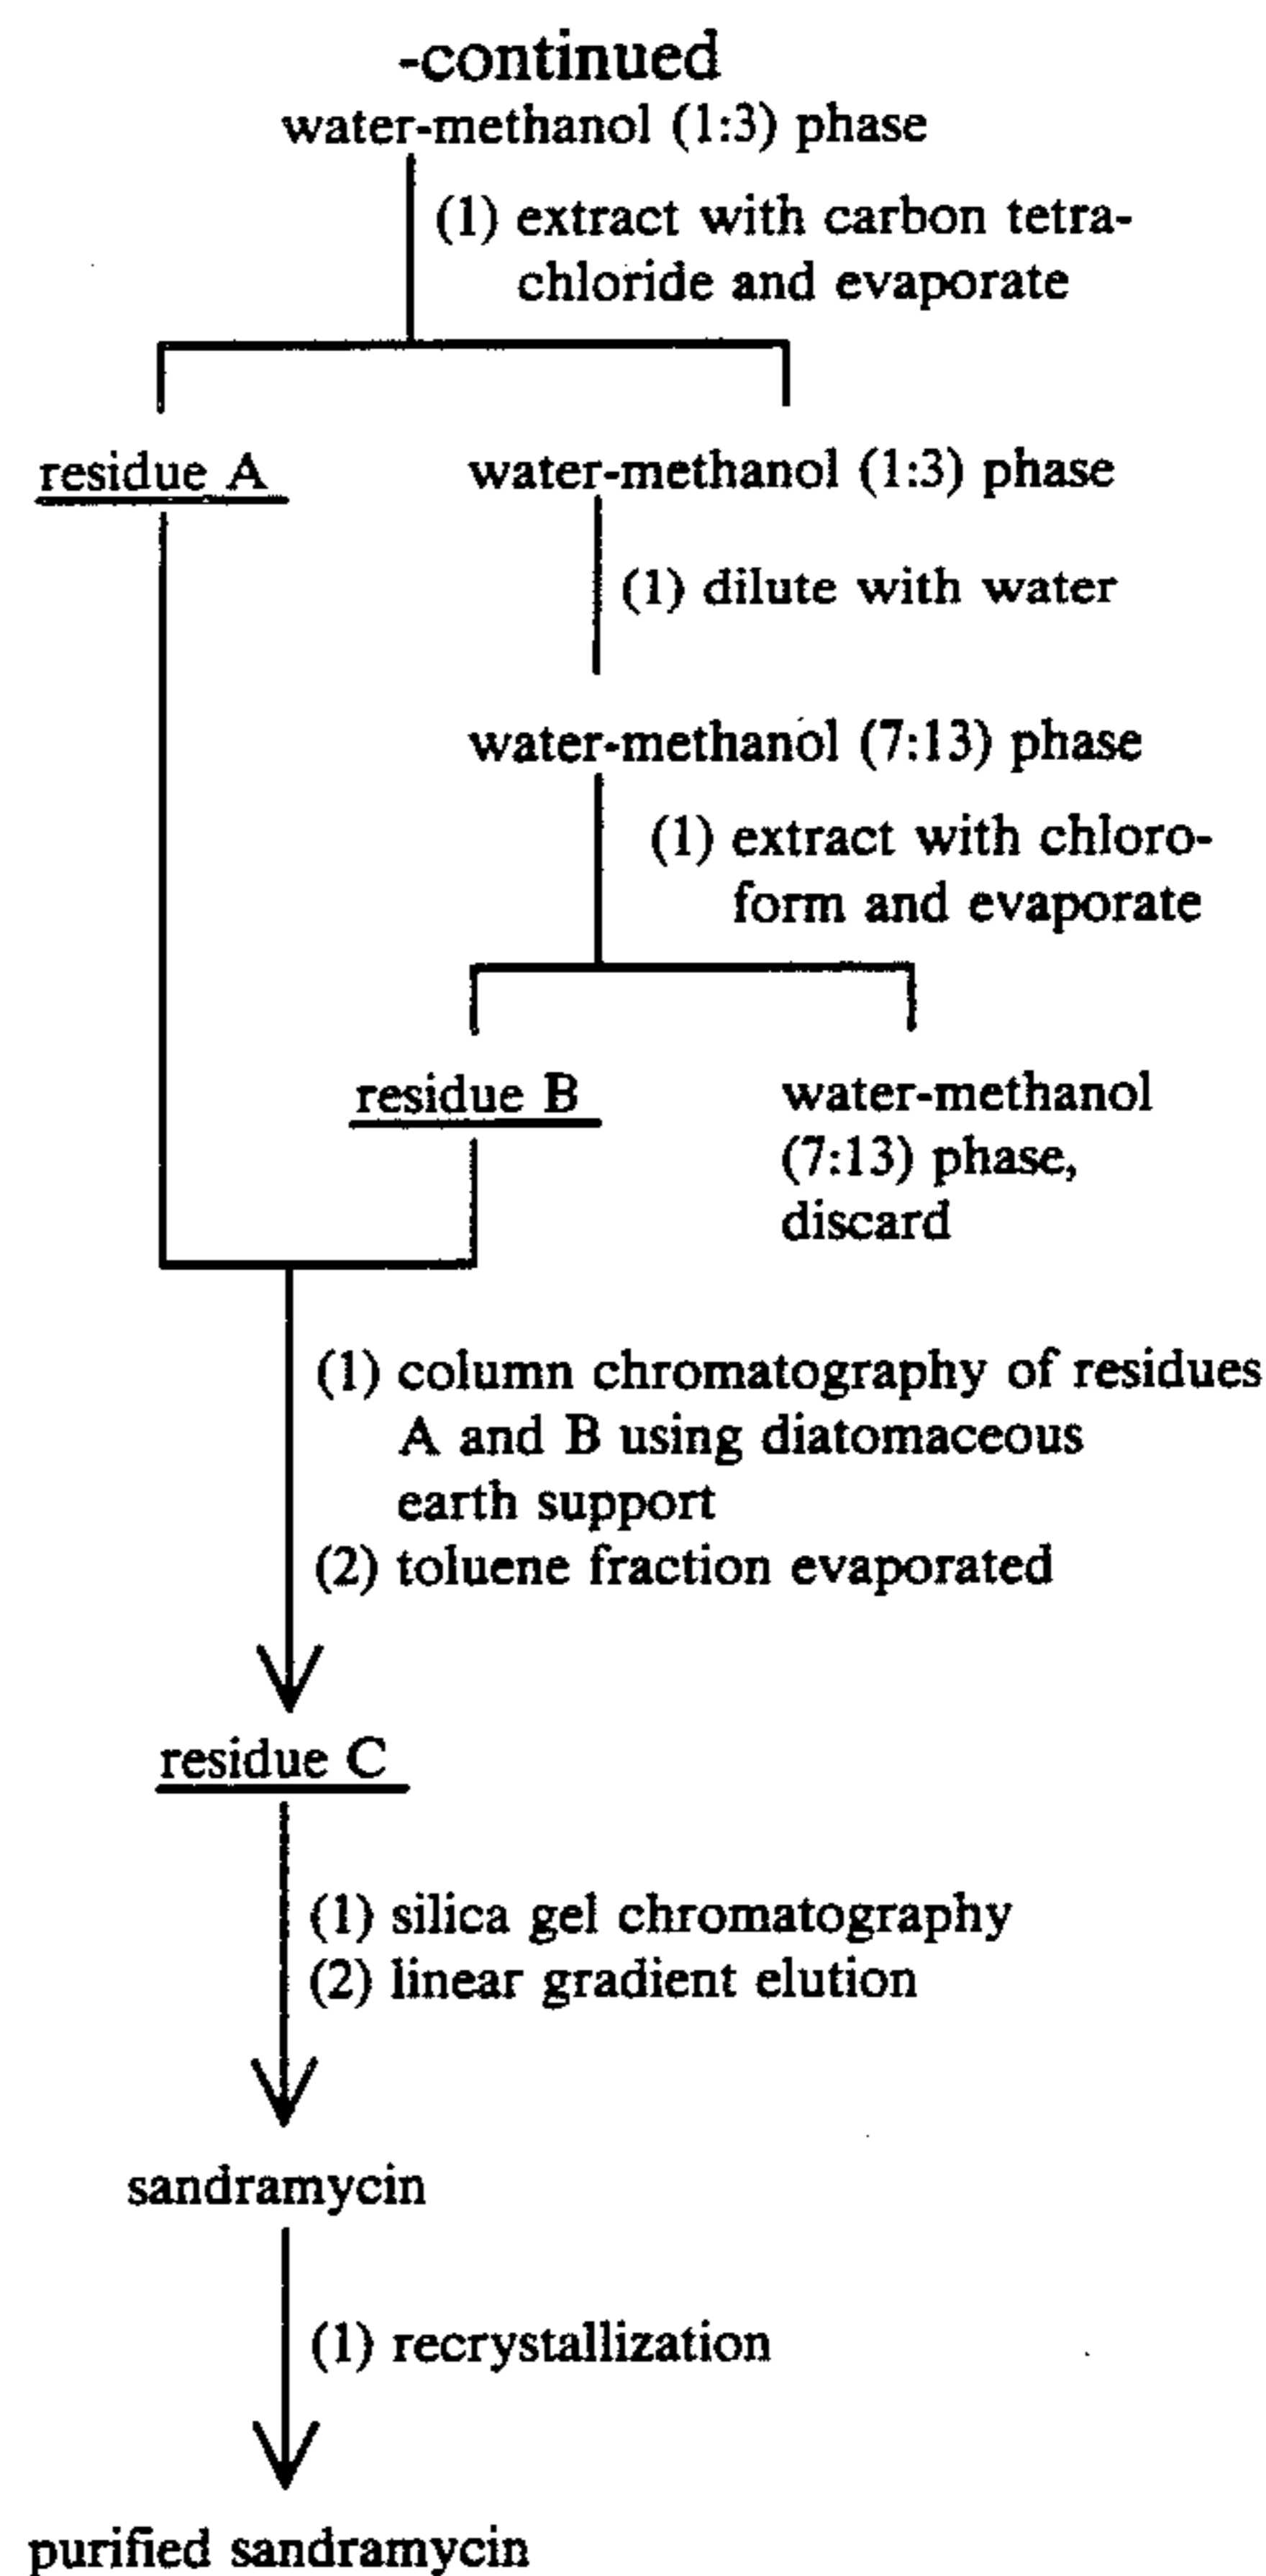 -continued
water-methanol (1:3) phase
(1) extract with carbon tetra-
chloride and evaporate
residue A
water-methanol (1:3) phase
(1) dilute with water
water-methanol (7:13) phase
(1) extract with chloro-
form and evaporate
residue B
water-methanol
(7:13) phase,
discard
(1) column chromatography of residues
A and B using diatomaceous
earth support
(2) toluene fraction evaporated
residue C
(1) silica gel chromatography
(2) linear gradient elution
sandramycin
(1) recrystallization
purified sandramycin